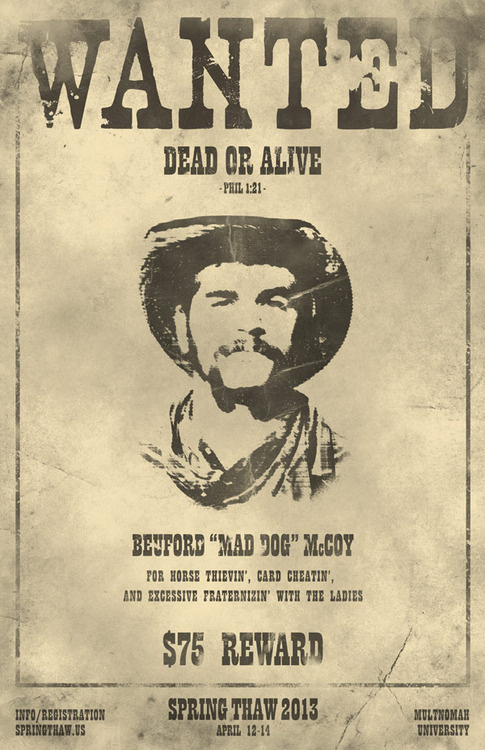 WANTED
DEAD OR ALIVE
- PHIL 1:21 -
BEUFORD “MAD DOG” McCOY
FOR HORSE THIEVIN’, CARD CHEATIN’,
AND EXCESSIVE FRATERNIZIN’ WITH THE LADIES
$75 REWARD
INFO/REGISTRATION
SPRINGTHAW.US
SPRING THAW 2013
APRIL 12-14
MULTNOMAH
UNIVERSITY